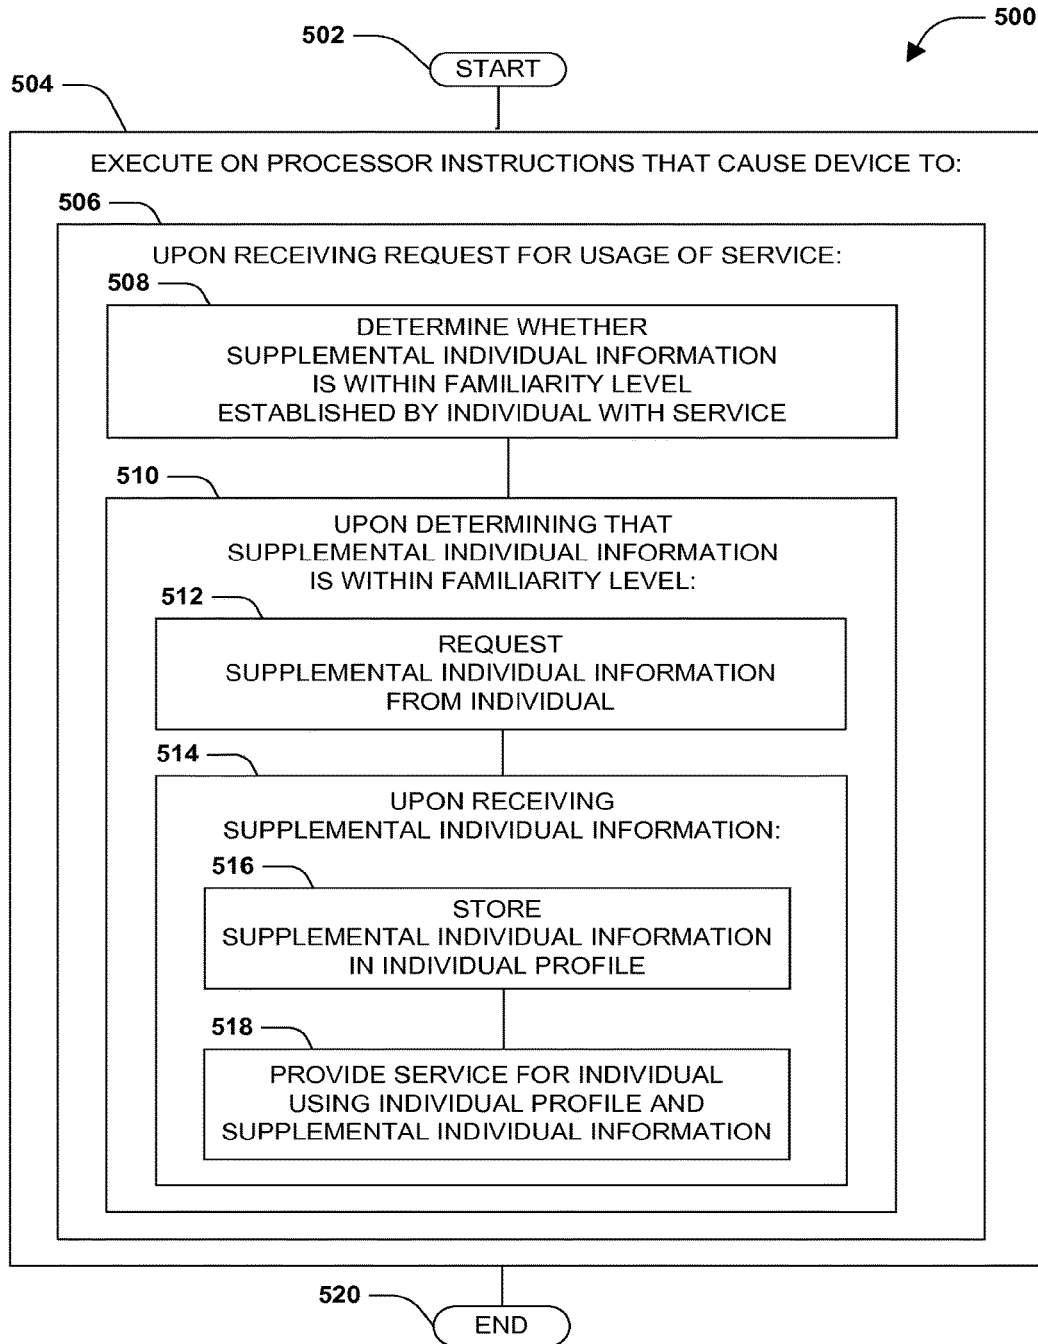 500
502
START
504
EXECUTE ON PROCESSOR INSTRUCTIONS THAT CAUSE DEVICE TO:
506
UPON RECEIVING REQUEST FOR USAGE OF SERVICE:
508
DETERMINE WHETHER
SUPPLEMENTAL INDIVIDUAL INFORMATION
IS WITHIN FAMILIARITY LEVEL
ESTABLISHED BY INDIVIDUAL WITH SERVICE
510
UPON DETERMINING THAT
SUPPLEMENTAL INDIVIDUAL INFORMATION
IS WITHIN FAMILIARITY LEVEL:
512
REQUEST
SUPPLEMENTAL INDIVIDUAL INFORMATION
FROM INDIVIDUAL
514
UPON RECEIVING
SUPPLEMENTAL INDIVIDUAL INFORMATION:
516
STORE
SUPPLEMENTAL INDIVIDUAL INFORMATION
IN INDIVIDUAL PROFILE
518
PROVIDE SERVICE FOR INDIVIDUAL
USING INDIVIDUAL PROFILE AND
SUPPLEMENTAL INDIVIDUAL INFORMATION
520
END